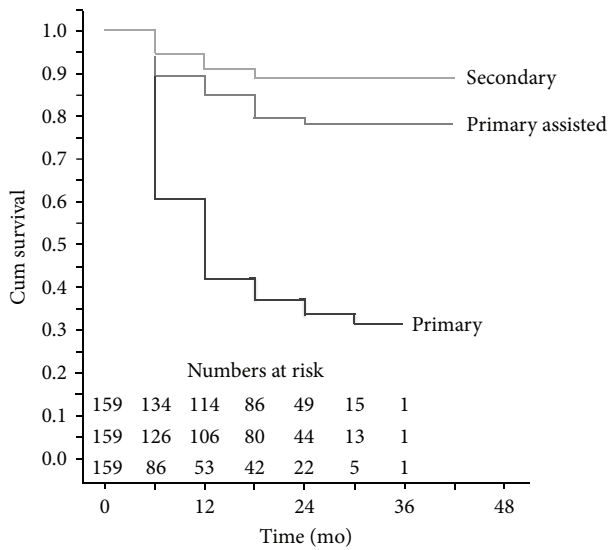 Cum survival
1.0
0.9
0.8
0.7
0.6
0.5
0.4
0.3
0.2
0.1
0.0
Secondary
Primary assisted
Primary
Numbers at risk
159 134 114 86 49 15 1
159 126 106 80 44 13 1
159 86 53 42 22 5 1
0 12 24 36 48
Time (mo)